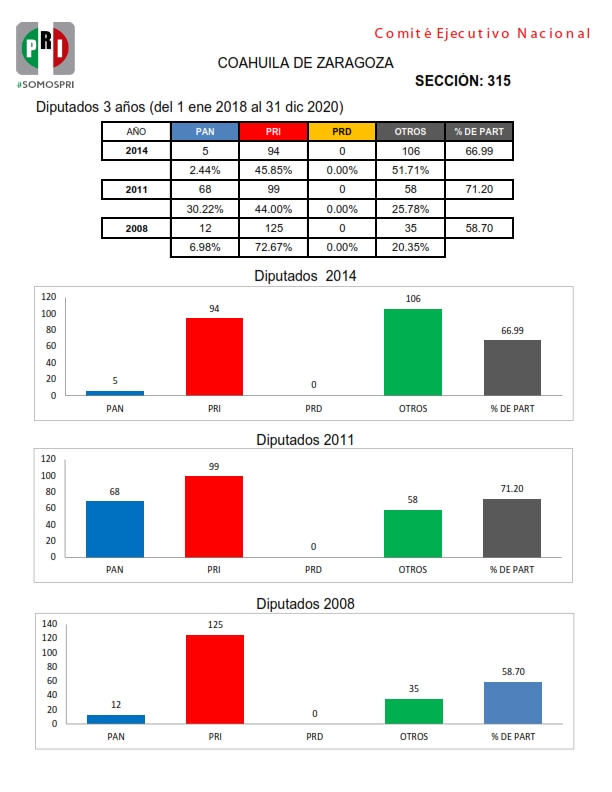 Comité Ejecutivo Nacional
PRI
#SOMOSPRI
COAHUILA DE ZARAGOZA
SECCIÓN: 315
Diputados 3 años (del 1 ene 2018 al 31 dic 2020)
AÑO PAN PRI PRD OTROS % DE PART
2014 5 94 0 106 66.99
2.44% 45.85% 0.00% 51.71%
2011 68 99 0 58 71.20
30.22% 44.00% 0.00% 25.78%
2008 12 125 0 35 58.70
6.98% 72.67% 0.00% 20.35%
Diputados 2014
120
100
80
60
40
20
0
5 94 0 106 66.99
PAN PRI PRD OTROS % DE PART
Diputados 2011
120
100
80
60
40
20
0
68 99 0 58 71.20
PAN PRI PRD OTROS % DE PART
Diputados 2008
140
120
100
80
60
40
20
0
12 125 0 35 58.70
PAN PRI PRD OTROS % DE PART